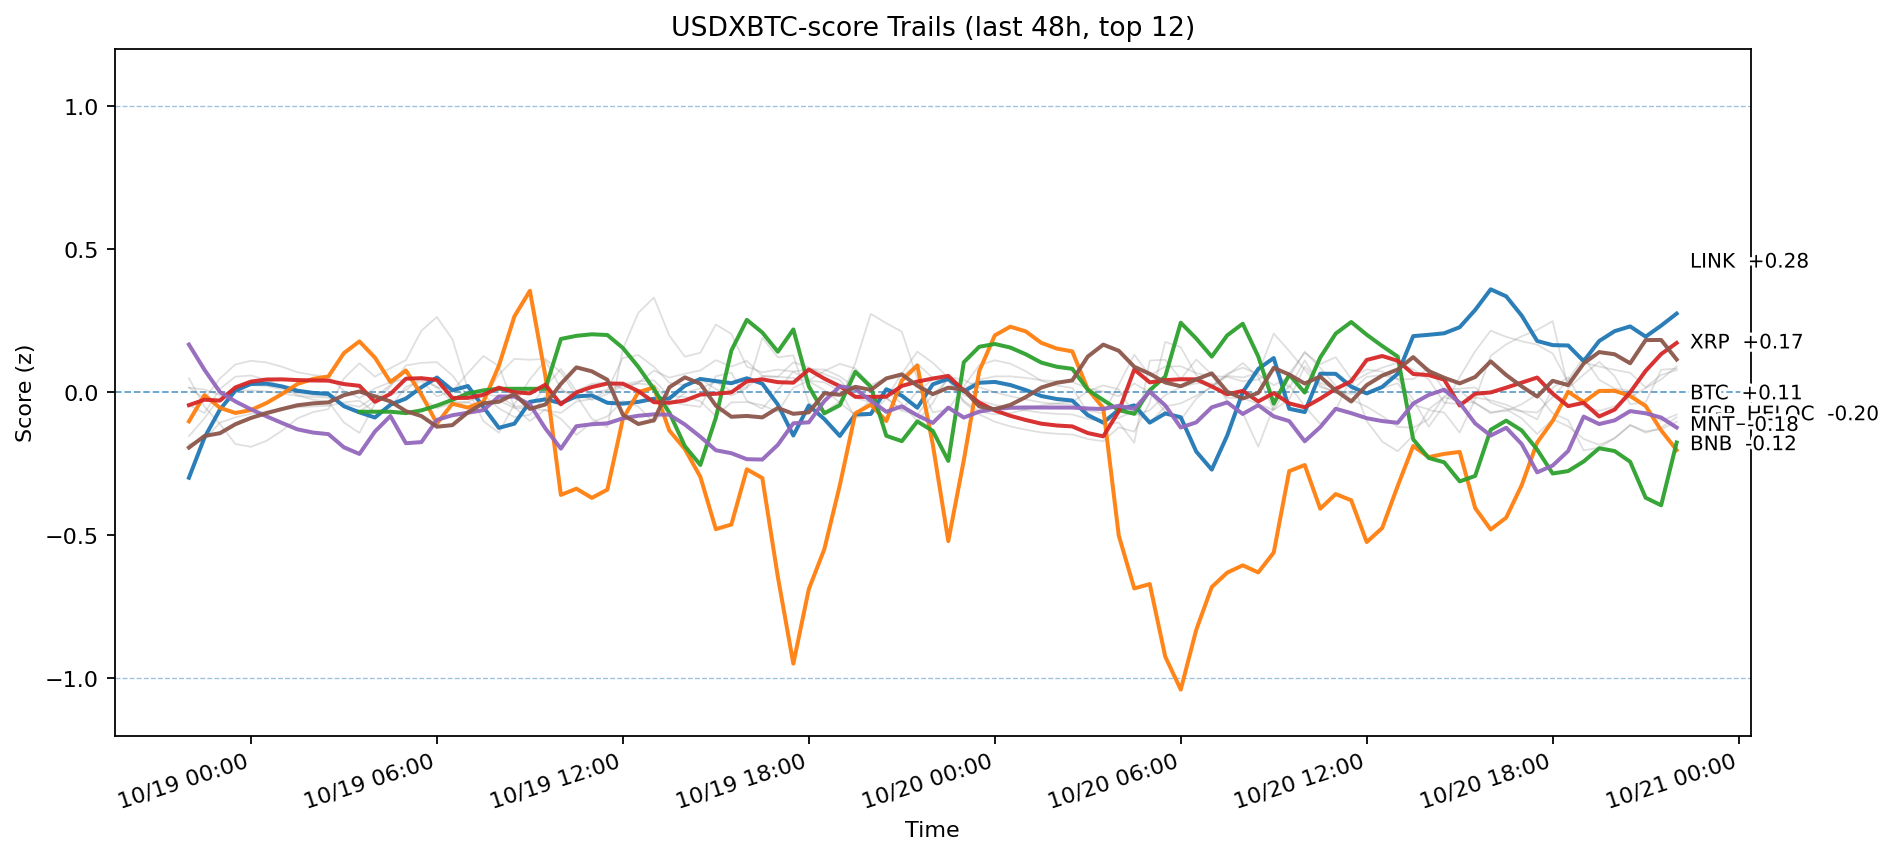 USDXBTC-score Trails (last 48h, top 12)
Score (z)
1.0
0.5
0.0
−0.5
−1.0
LINK +0.28
XRP +0.17
BTC +0.11
FIGR_HELOC -0.20
MNT -0.18
BNB -0.12
10/19 00:00
10/19 06:00
10/19 12:00
10/19 18:00
10/20 00:00
10/20 06:00
10/20 12:00
10/20 18:00
10/21 00:00
Time